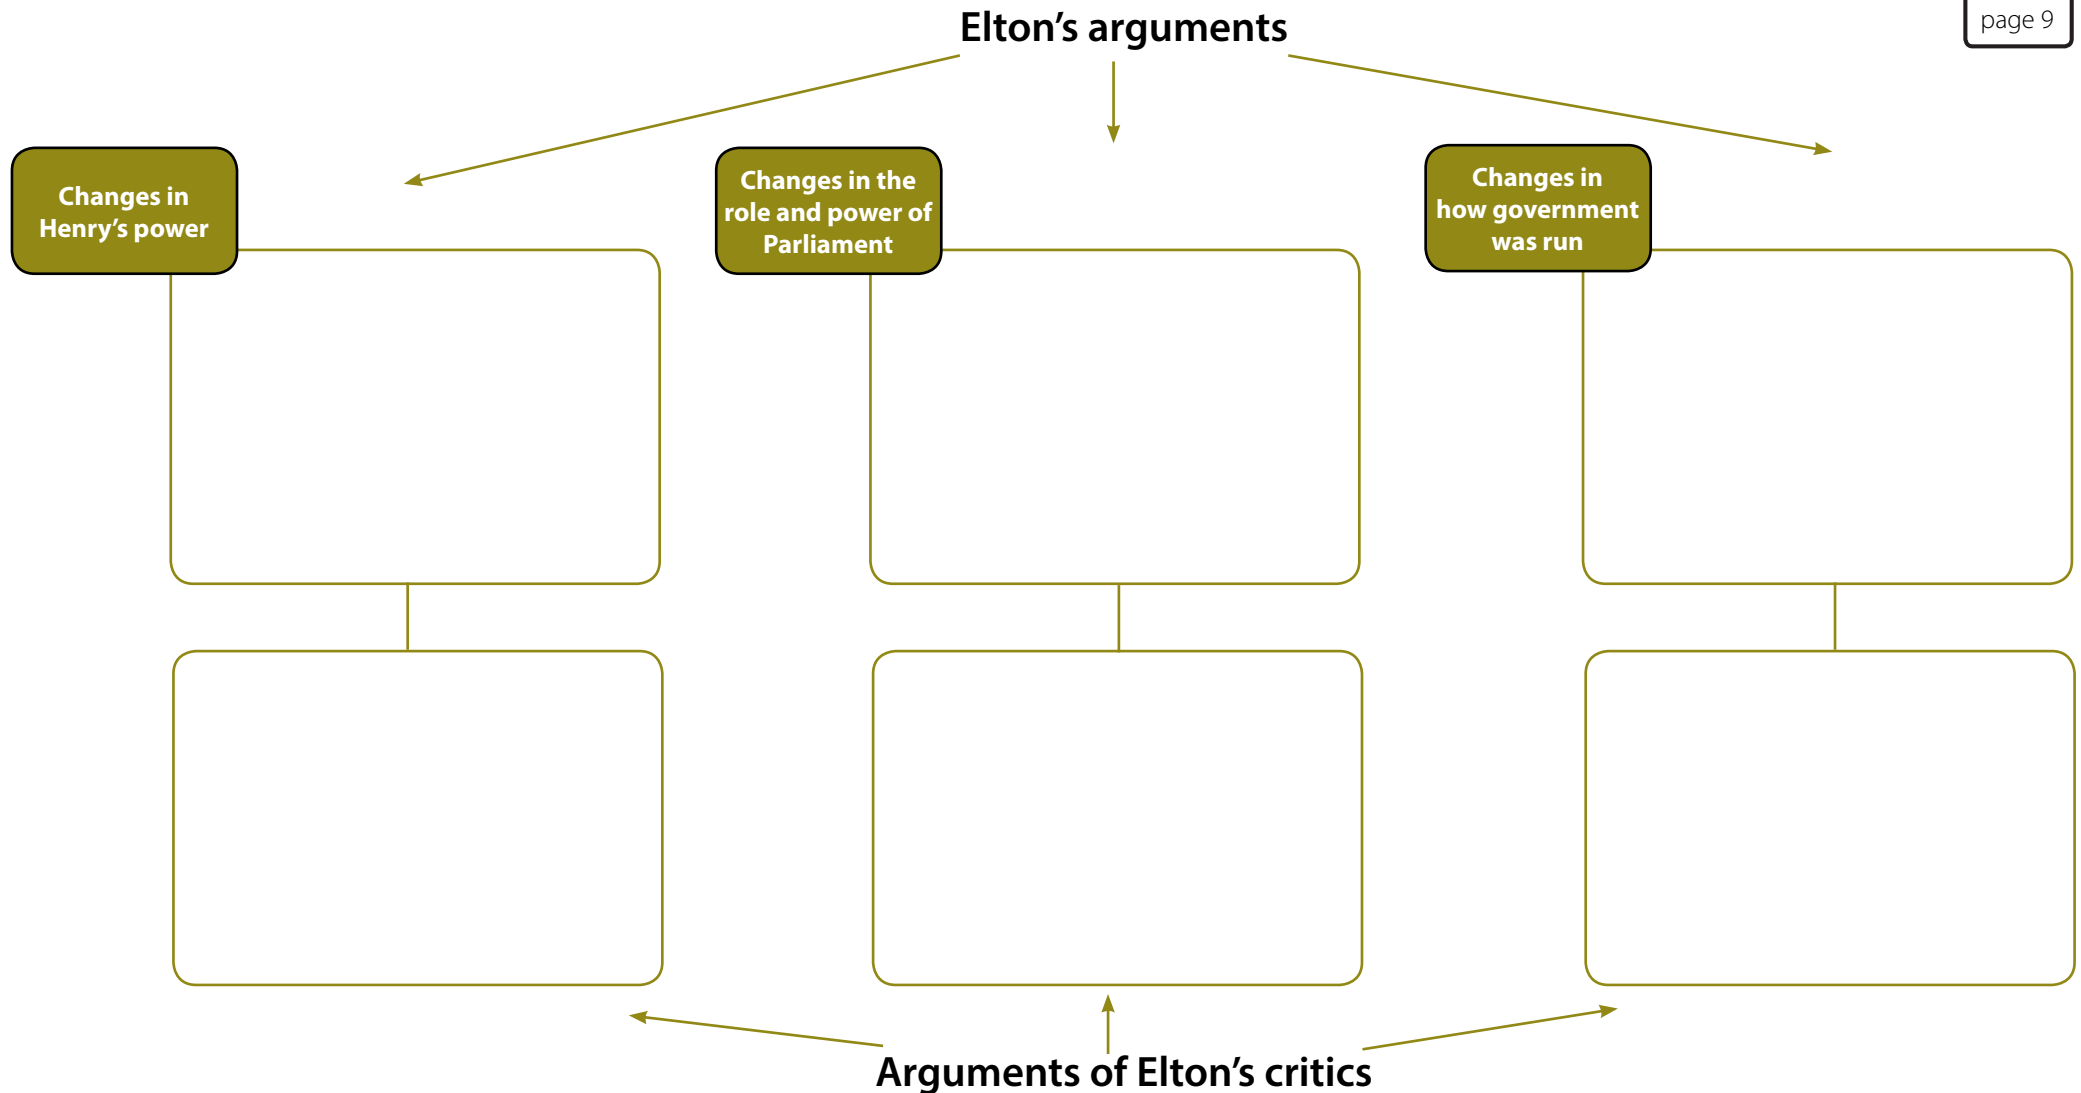 Elton’s arguments
page 9
Changes in
Henry’s power
Changes in the
role and power of
Parliament
Changes in
how government
was run
Arguments of Elton’s critics